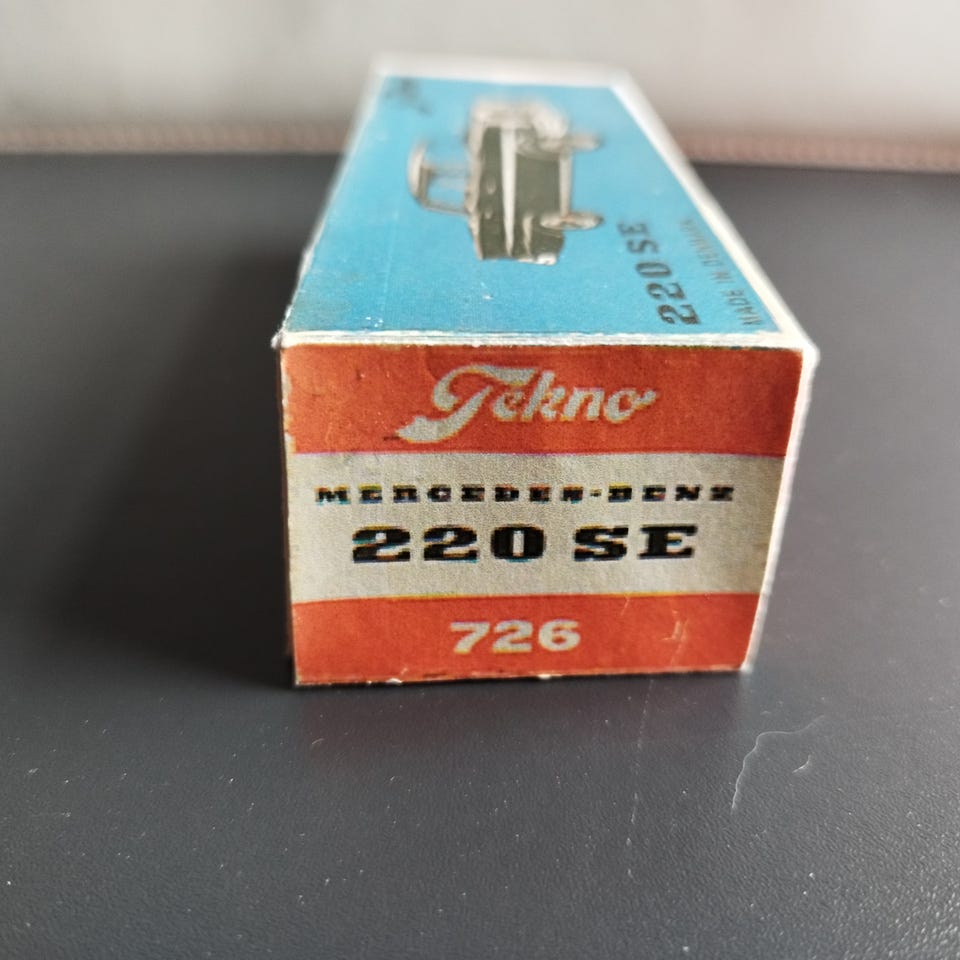 220 SE
MADE IN DENMARK
Tekno
MERCEDES-BENZ
220 SE
726